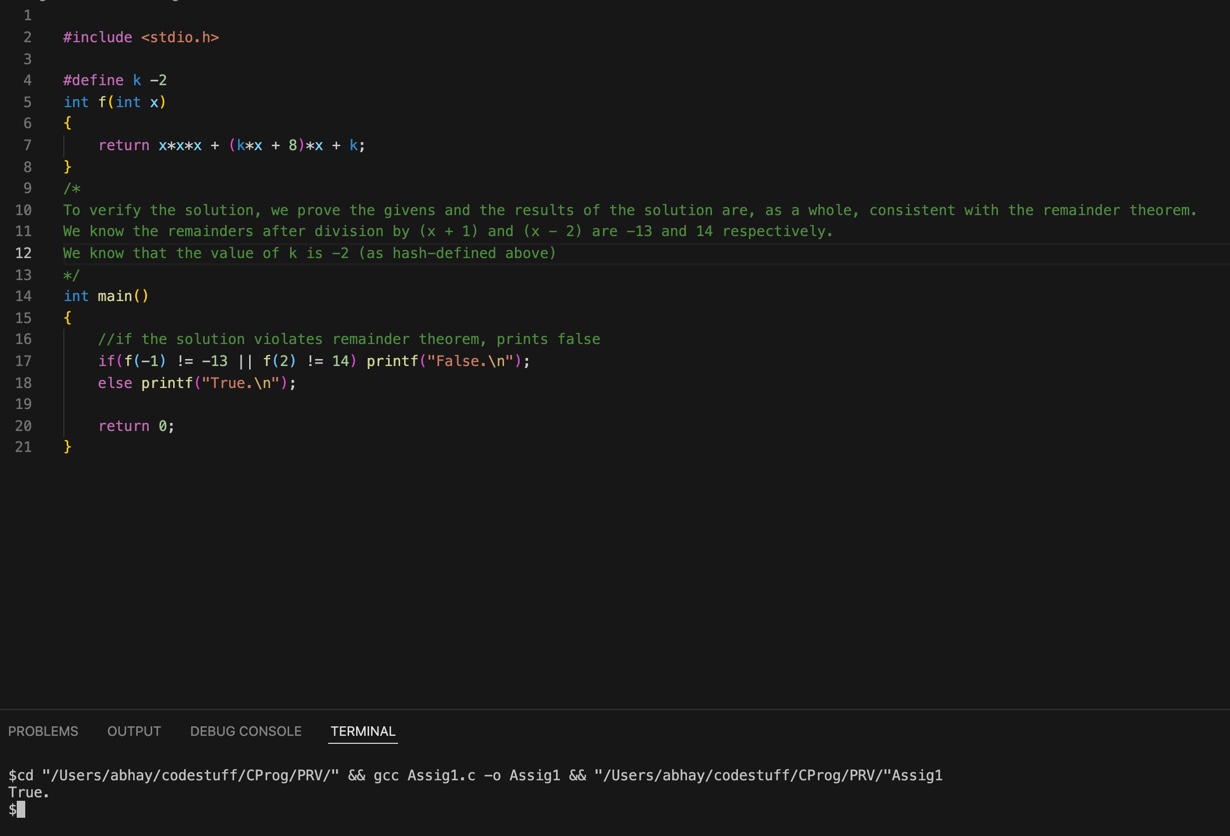 1
2 #include <stdio.h>
3
4 #define k -2
5 int f(int x)
6 {
7 return x*x*x + (k*x + 8)*x + k;
8 }
9 /*
10 To verify the solution, we prove the givens and the results of the solution are, as a whole, consistent with the remainder theorem.
11 We know the remainders after division by (x + 1) and (x - 2) are -13 and 14 respectively.
12 We know that the value of k is -2 (as hash-defined above)
13 */
14 int main()
15 {
16 //if the solution violates remainder theorem, prints false
17 if(f(-1) != -13 || f(2) != 14) printf("False.\n");
18 else printf("True.\n");
19
20 return 0;
21 }
PROBLEMS OUTPUT DEBUG CONSOLE TERMINAL
$cd "/Users/abhay/codestuff/CProg/PRV/" && gcc Assig1.c -o Assig1 && "/Users/abhay/codestuff/CProg/PRV/"Assig1
True.
$